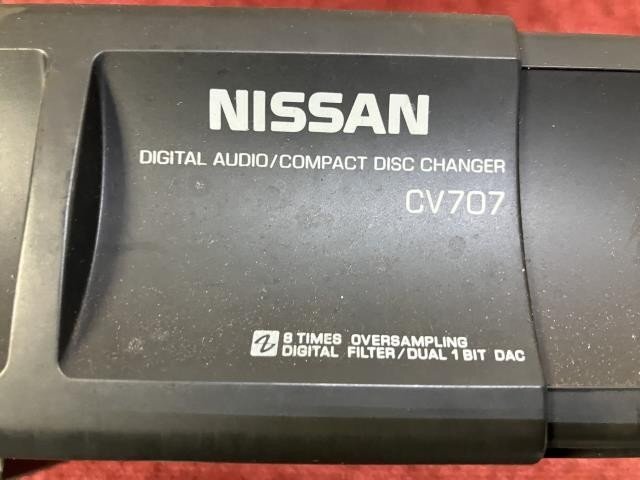 NISSAN
DIGITAL AUDIO/COMPACT DISC CHANGER
CV707
8 TIMES OVERSAMPLING
DIGITAL FILTER/DUAL 1 BIT DAC